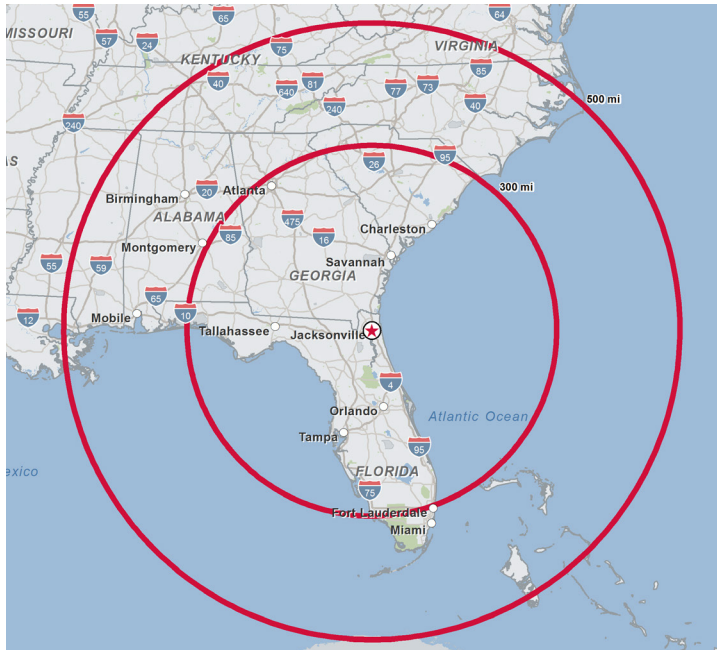 55
65
64
MISSOURI
57
24
75
VIRGINIA
KENTUCKY
85
40
640
81
77
73
500 mi
240
40
240
AS
26
95
20
Atlanta
300 mi
Birmingham
ALABAMA
475
Charleston
85
16
Montgomery
Savannah
55
59
GEORGIA
65
12
Mobile
10
Tallahassee
Jacksonville
4
Orlando
Atlantic Ocean
Tampa
95
exico
FLORIDA
75
Fort Lauderdale
Miami